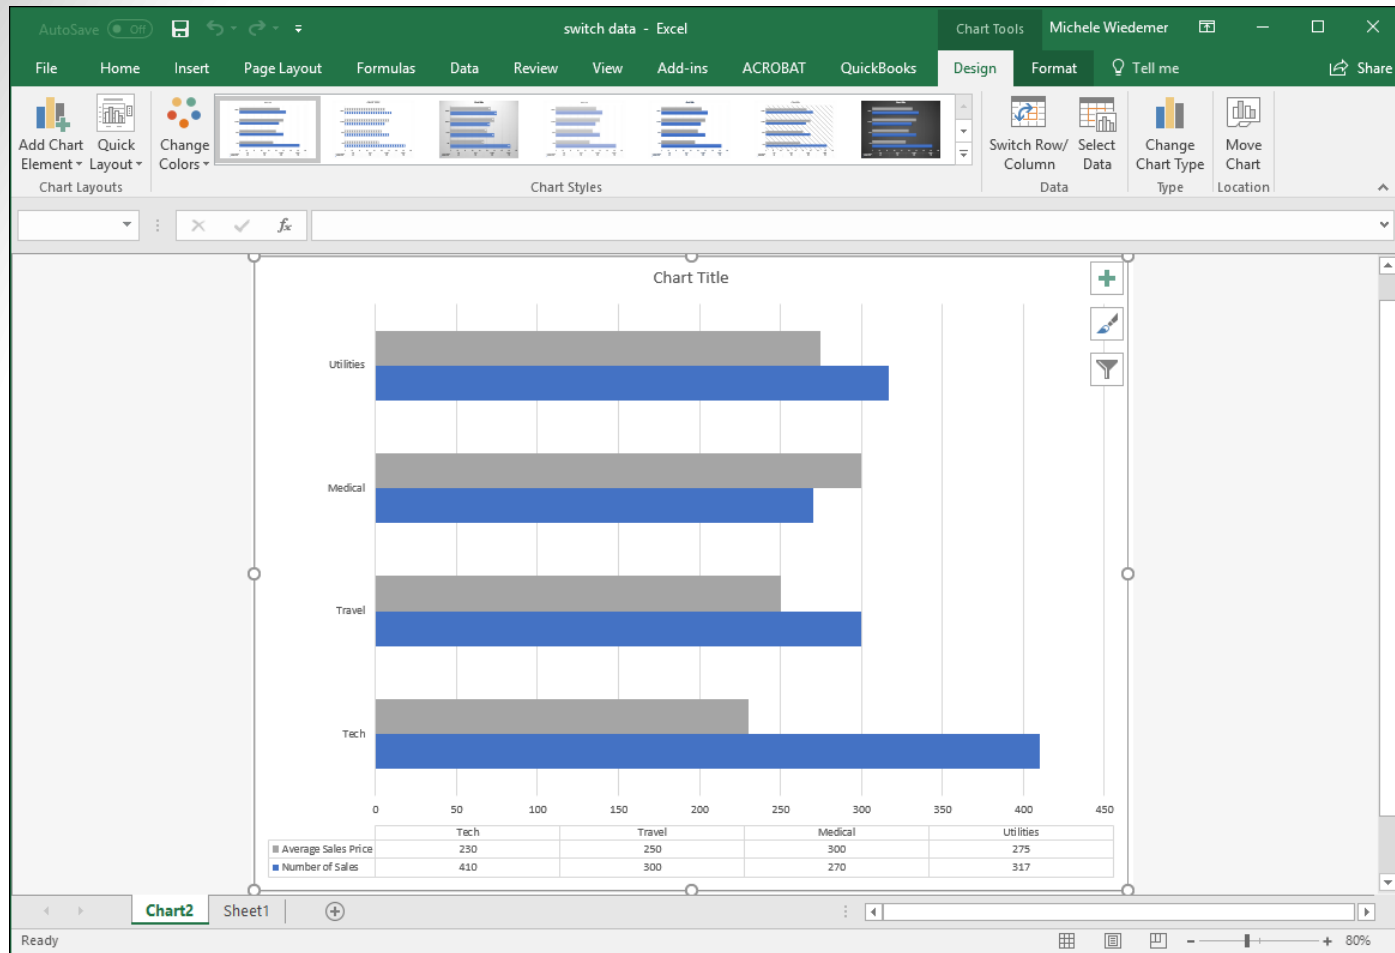 AutoSave Off switch data - Excel Chart Tools Michele Wiedemer
File Home Insert Page Layout Formulas Data Review View Add-ins ACROBAT QuickBooks Design Format Tell me Share
Add Chart Quick Change Switch Row/ Select Change Move
Element Layout Colors Column Data Chart Type Chart
Chart Layouts Chart Styles Data Type Location
fx
Chart Title
Utilities
Medical
Travel
Tech
0 50 100 150 200 250 300 350 400 450
Tech Travel Medical Utilities
Average Sales Price 230 250 300 275
Number of Sales 410 300 270 317
Chart2 Sheet1
Ready 80%